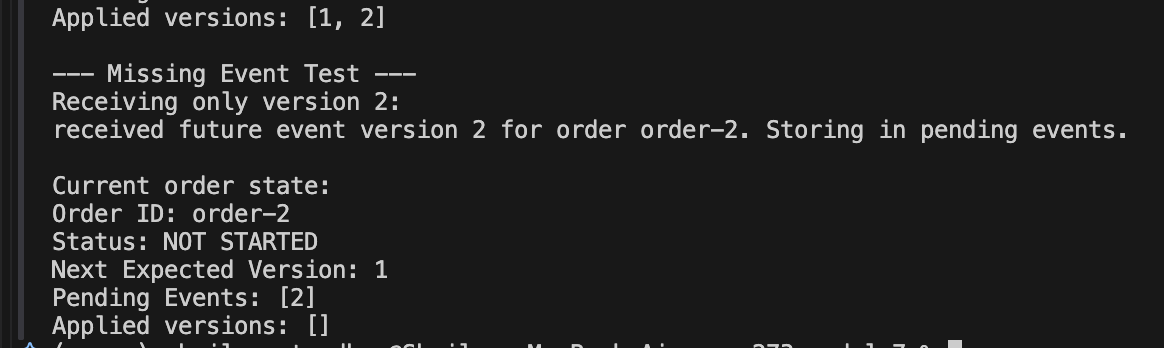 Applied versions: [1, 2]
--- Missing Event Test ---
Receiving only version 2:
received future event version 2 for order order-2. Storing in pending events.
Current order state:
Order ID: order-2
Status: NOT STARTED
Next Expected Version: 1
Pending Events: [2]
Applied versions: []